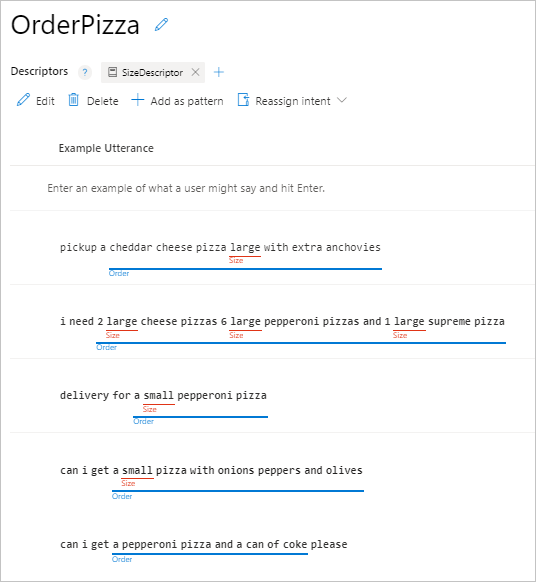 OrderPizza
Descriptors ? SizeDescriptor × +
Edit Delete + Add as pattern Reassign intent
Example Utterance
Enter an example of what a user might say and hit Enter.
pickup a cheddar cheese pizza large with extra anchovies
Size
Order
i need 2 large cheese pizzas 6 large pepperoni pizzas and 1 large supreme pizza
Size Size Size
Order
delivery for a small pepperoni pizza
Size
Order
can i get a small pizza with onions peppers and olives
Size
Order
can i get a pepperoni pizza and a can of coke please
Order